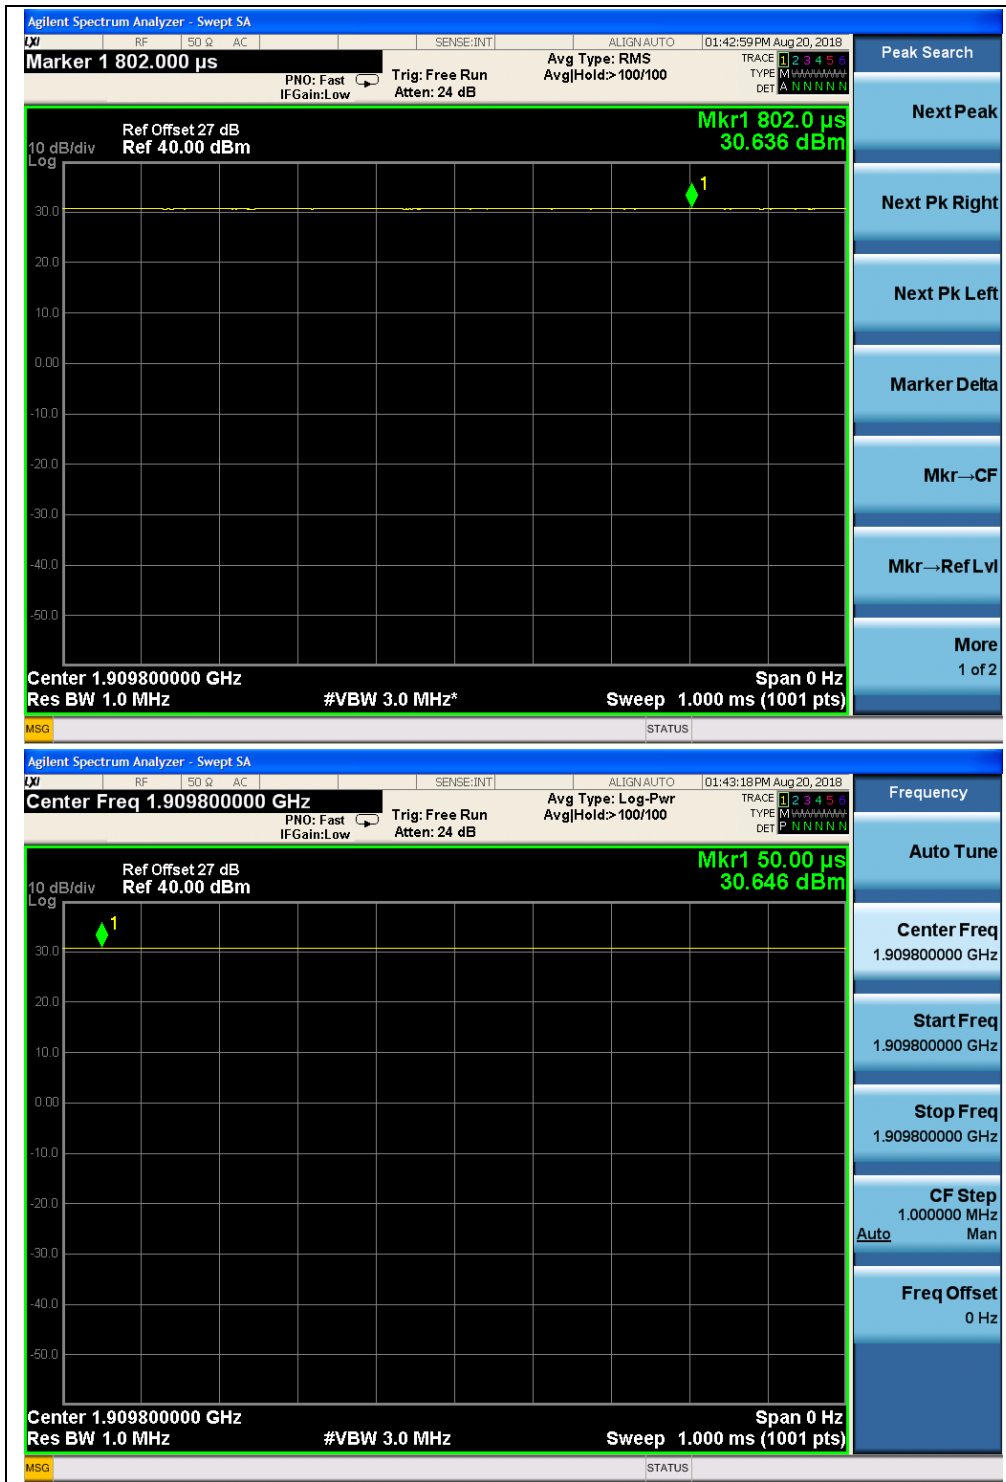 Agilent Spectrum Analyzer - Swept SA
LXI RF 50 Ω AC SENSE:INT ALIGN AUTO 01:42:59 PM Aug 20, 2018
Marker 1 802.000 µs
PNO: Fast
IFGain:Low
Trig: Free Run
Atten: 24 dB
Avg Type: RMS
Avg|Hold:>100/100
TRACE 1 2 3 4 5 6
TYPE M WWWWW
DET A N N N N N
Peak Search
Next Peak
Next Pk Right
Next Pk Left
Marker Delta
Mkr→CF
Mkr→Ref Lvl
More
1 of 2
Mkr1 802.0 µs
30.636 dBm
Ref Offset 27 dB
10 dB/div Ref 40.00 dBm
Log
1
30.0
20.0
10.0
0.00
-10.0
-20.0
-30.0
-40.0
-50.0
Center 1.909800000 GHz Span 0 Hz
Res BW 1.0 MHz #VBW 3.0 MHz* Sweep 1.000 ms (1001 pts)
MSG STATUS
Agilent Spectrum Analyzer - Swept SA
LXI RF 50 Ω AC SENSE:INT ALIGN AUTO 01:43:18 PM Aug 20, 2018
Center Freq 1.909800000 GHz
PNO: Fast
IFGain:Low
Trig: Free Run
Atten: 24 dB
Avg Type: Log-Pwr
Avg|Hold:>100/100
TRACE 1 2 3 4 5 6
TYPE M WWWWW
DET P N N N N N
Frequency
Auto Tune
Center Freq
1.909800000 GHz
Start Freq
1.909800000 GHz
Stop Freq
1.909800000 GHz
CF Step
1.000000 MHz
Auto Man
Freq Offset
0 Hz
Mkr1 50.00 µs
30.646 dBm
Ref Offset 27 dB
10 dB/div Ref 40.00 dBm
Log
1
30.0
20.0
10.0
0.00
-10.0
-20.0
-30.0
-40.0
-50.0
Center 1.909800000 GHz Span 0 Hz
Res BW 1.0 MHz #VBW 3.0 MHz Sweep 1.000 ms (1001 pts)
MSG STATUS